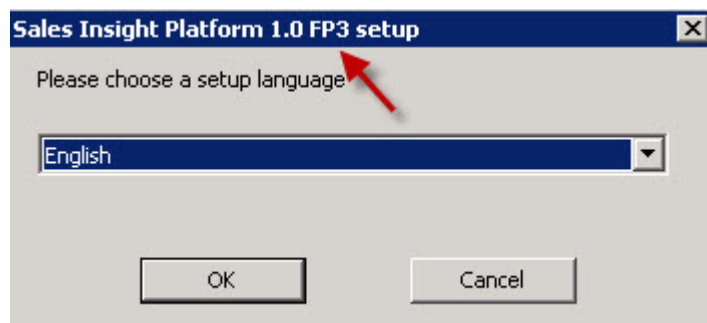 Sales Insight Platform 1.0 FP3 setup
Please choose a setup language
English
OK
Cancel